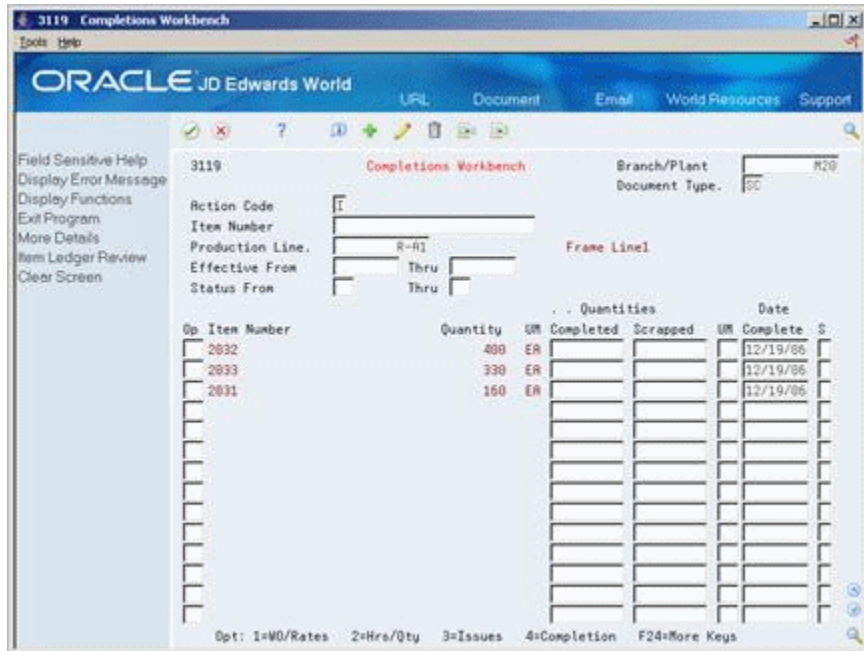 3119 Completions Workbench
Tools Help
ORACLE JD Edwards World
URL Document Email World Resources Support
Field Sensitive Help
Display Error Message
Display Functions
Exit Program
More Details
Item Ledger Review
Clear Screen
3119 Completions Workbench Branch/Plant M20
Document Type. SC
Action Code I
Item Number
Production Line. R-A1 Frame Line1
Effective From Thru
Status From Thru
. . Quantities Date
Op Item Number Quantity UM Completed Scrapped UM Complete S
2032 400 EA 12/19/06
2033 330 EA 12/19/06
2031 160 EA 12/19/06
Opt: 1=WO/Rates 2=Hrs/Qty 3=Issues 4=Completion F24=More Keys